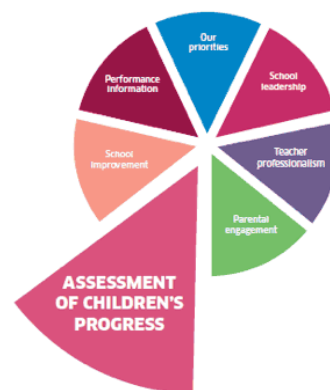 Our
priorities
School
leadership
Teacher
professionalism
Parental
engagement
ASSESSMENT
OF CHILDREN'S
PROGRESS
School
improvement
Performance
information